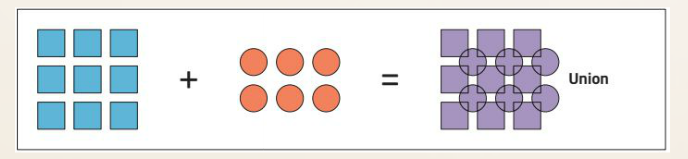 + = Union